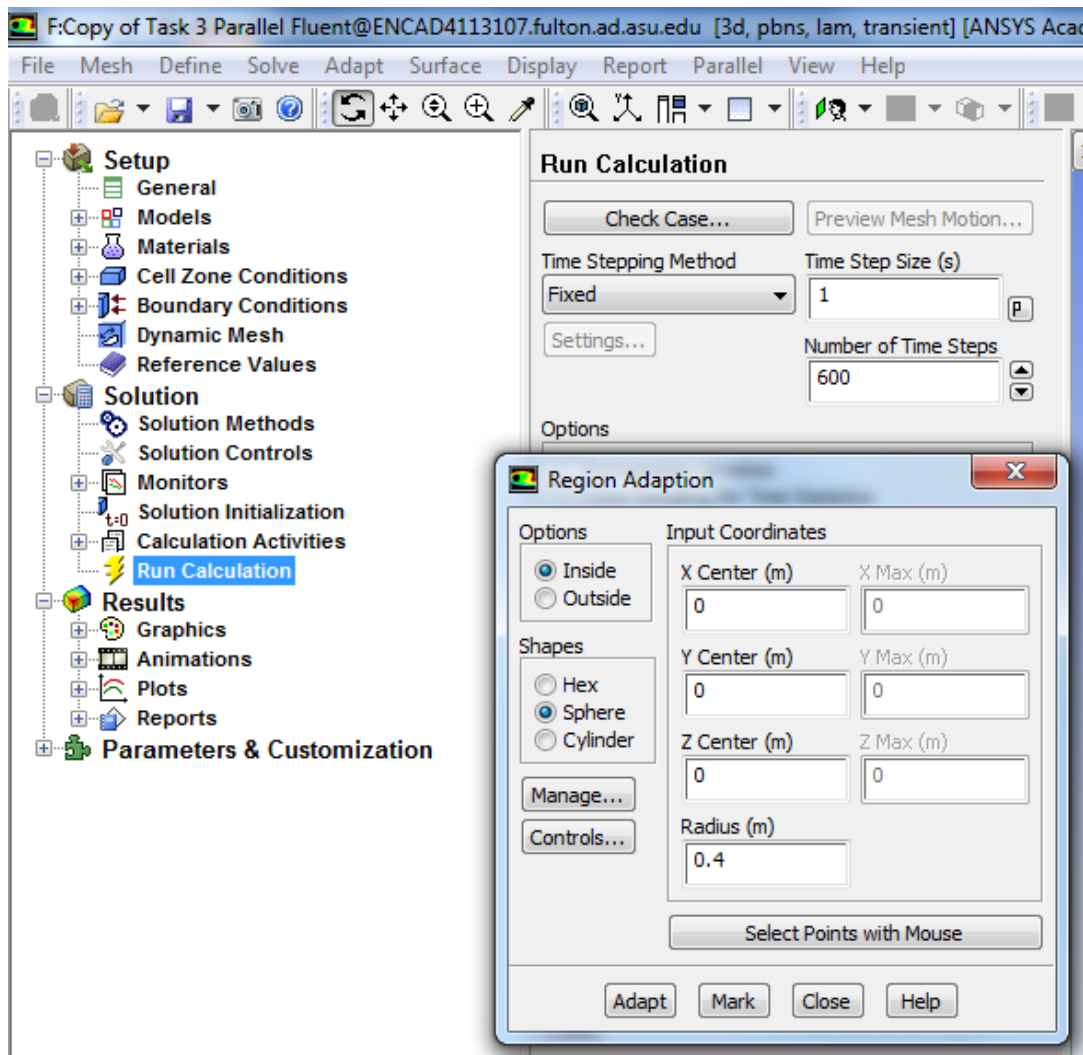 F:Copy of Task 3 Parallel Fluent@ENCAD4113107.fulton.ad.asu.edu [3d, pbns, lam, transient] [ANSYS Aca
File Mesh Define Solve Adapt Surface Display Report Parallel View Help
Setup
General
Models
Materials
Cell Zone Conditions
Boundary Conditions
Dynamic Mesh
Reference Values
Solution
Solution Methods
Solution Controls
Monitors
t=0 Solution Initialization
Calculation Activities
Run Calculation
Results
Graphics
Animations
Plots
Reports
Parameters & Customization
Run Calculation
Check Case... Preview Mesh Motion...
Time Stepping Method Time Step Size (s)
Fixed 1 P
Settings... Number of Time Steps
600
Options
Region Adaption
Options
Inside
Outside
Shapes
Hex
Sphere
Cylinder
Manage...
Controls...
Input Coordinates
X Center (m) X Max (m)
0 0
Y Center (m) Y Max (m)
0 0
Z Center (m) Z Max (m)
0 0
Radius (m)
0.4
Select Points with Mouse
Adapt Mark Close Help